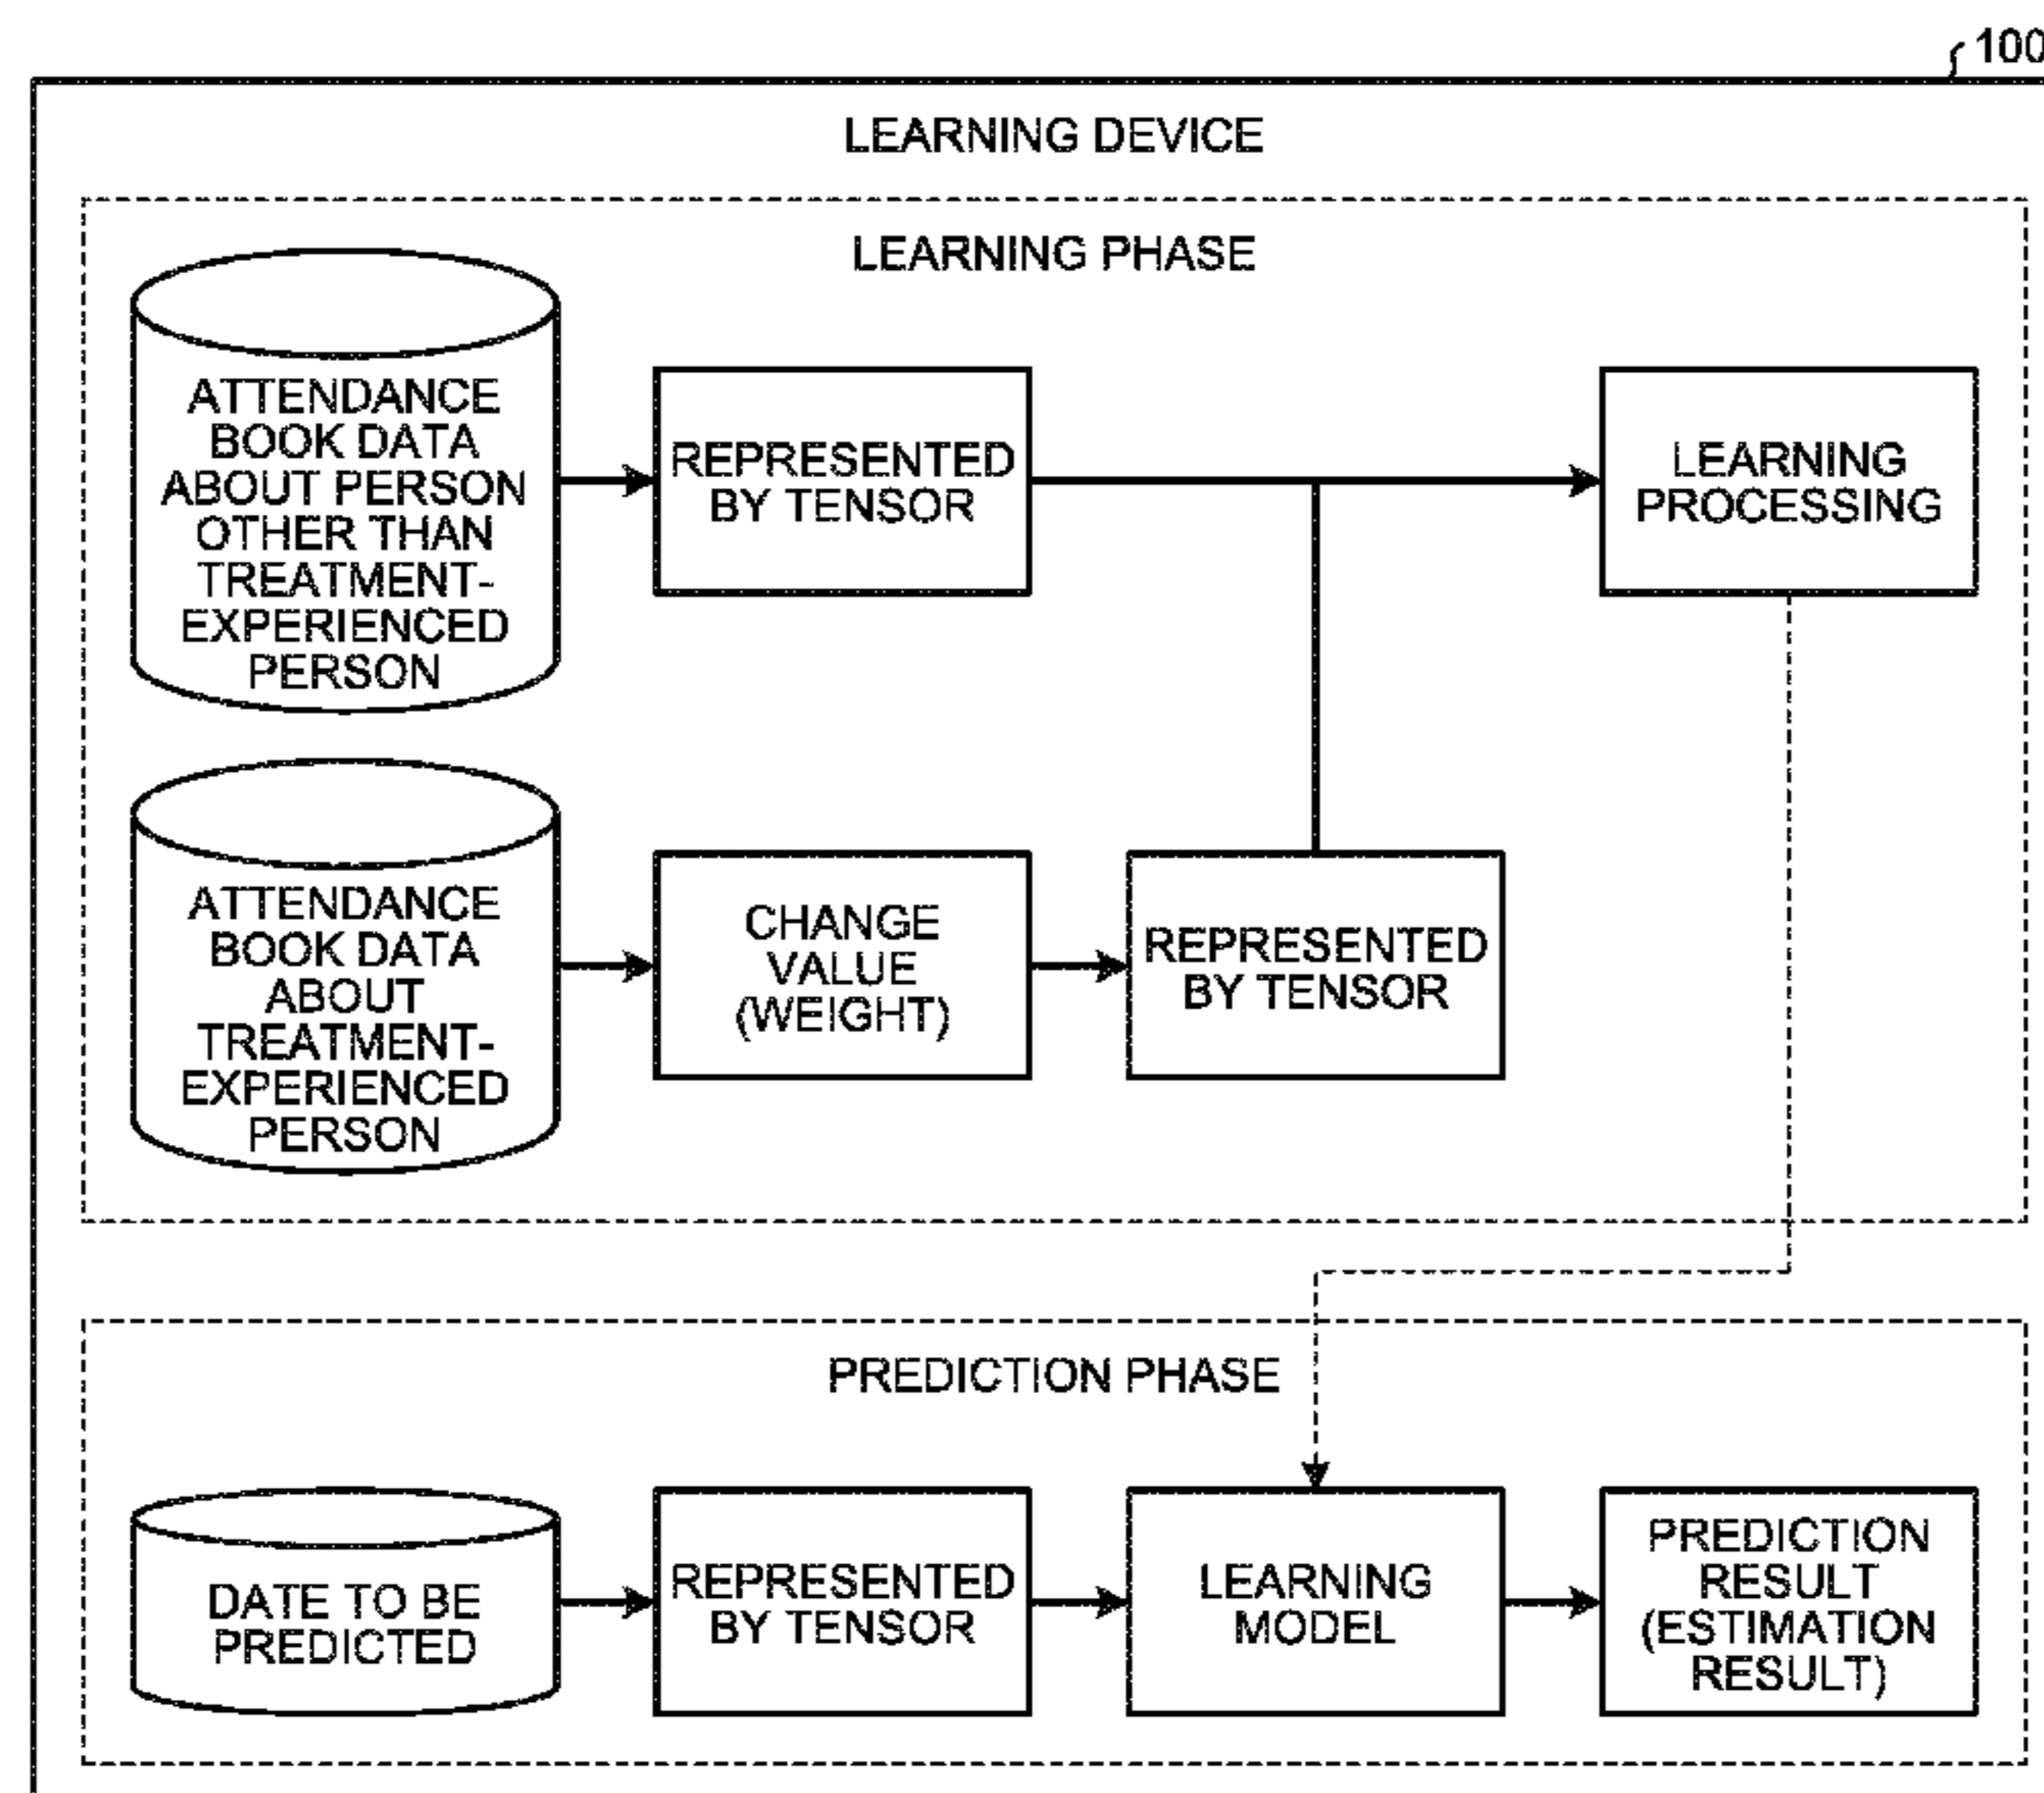 100
LEARNING DEVICE
LEARNING PHASE
ATTENDANCE
BOOK DATA
ABOUT PERSON
OTHER THAN
TREATMENT-
EXPERIENCED
PERSON
REPRESENTED
BY TENSOR
LEARNING
PROCESSING
ATTENDANCE
BOOK DATA
ABOUT
TREATMENT-
EXPERIENCED
PERSON
CHANGE
VALUE
(WEIGHT)
REPRESENTED
BY TENSOR
PREDICTION PHASE
DATE TO BE
PREDICTED
REPRESENTED
BY TENSOR
LEARNING
MODEL
PREDICTION
RESULT
(ESTIMATION
RESULT)